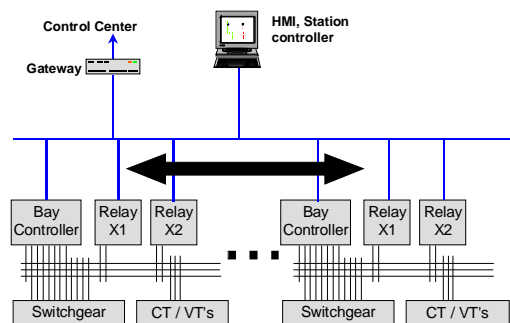 Control Center
Gateway
HMI, Station
controller
Bay
Controller
Relay
X1
Relay
X2
Bay
Controller
Relay
X1
Relay
X2
Switchgear
CT / VT's
Switchgear
CT / VT's